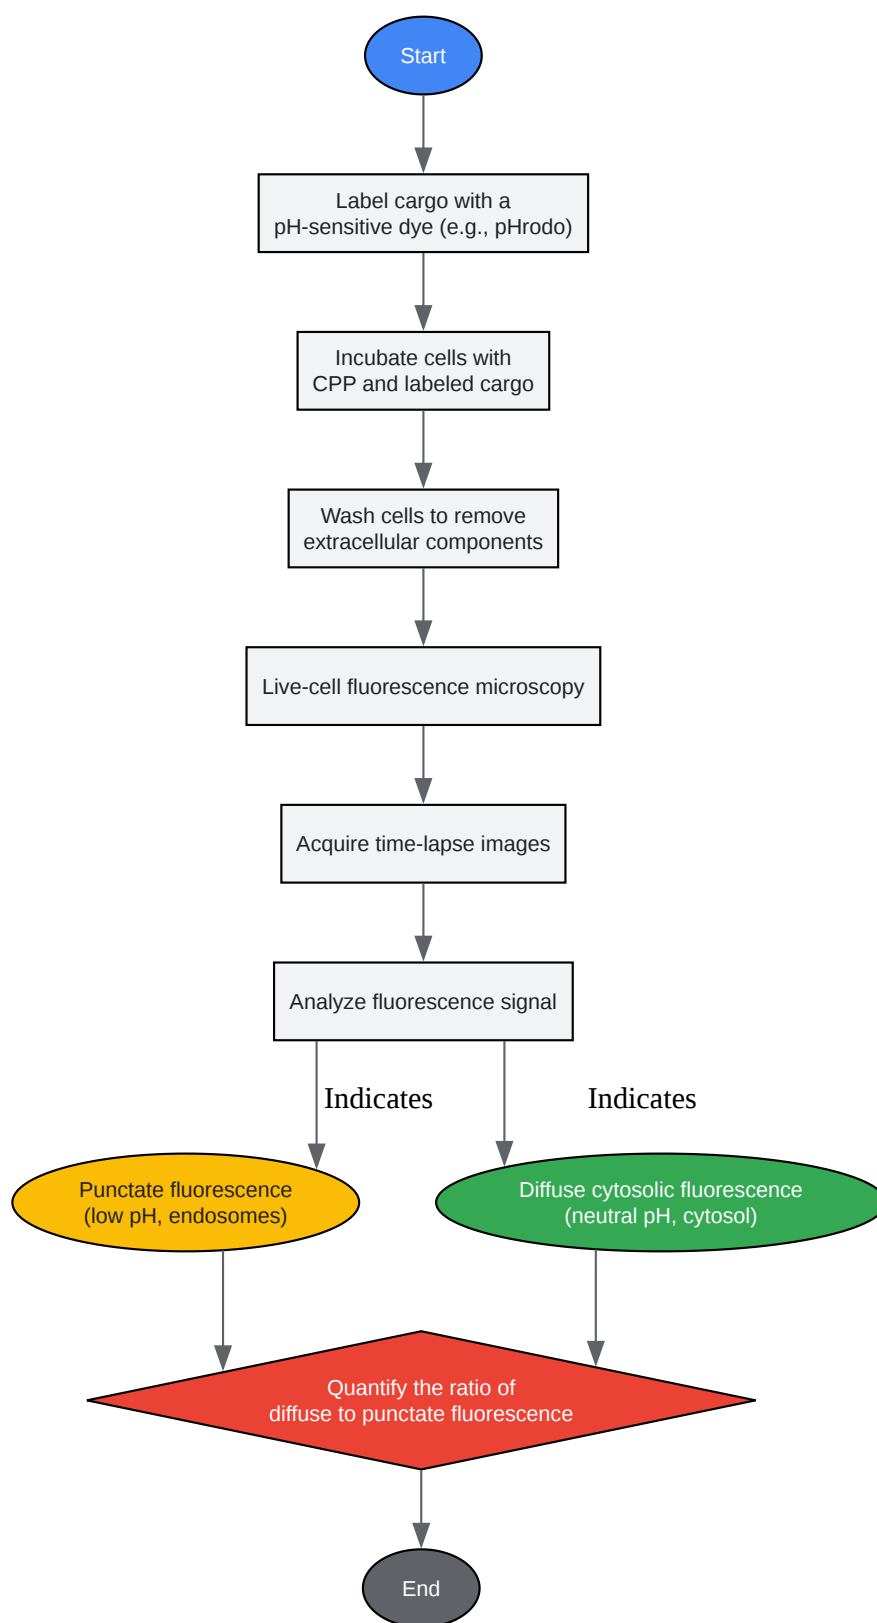 Start
Label cargo with a
pH-sensitive dye (e.g., pHrodo)
Incubate cells with
CPP and labeled cargo
Wash cells to remove
extracellular components
Live-cell fluorescence microscopy
Acquire time-lapse images
Analyze fluorescence signal
Indicates
Indicates
Punctate fluorescence
(low pH, endosomes)
Diffuse cytosolic fluorescence
(neutral pH, cytosol)
Quantify the ratio of
diffuse to punctate fluorescence
End